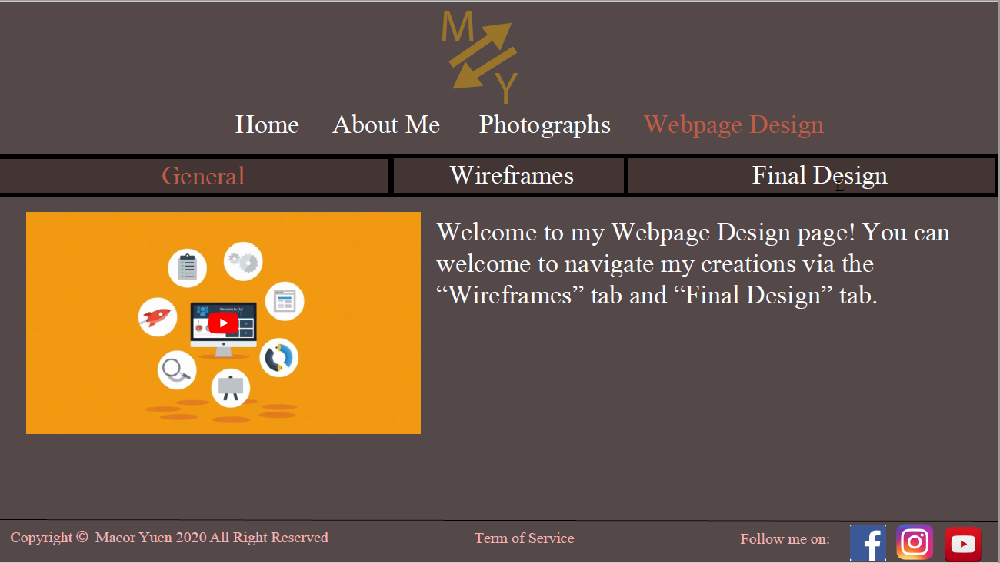 M
Y
Home About Me Photographs Webpage Design
General Wireframes Final Design
L
Welcome to my Webpage Design page! You can
welcome to navigate my creations via the
“Wireframes” tab and “Final Design” tab.
Welcome to Our
Copyright © Macor Yuen 2020 All Right Reserved Term of Service Follow me on: